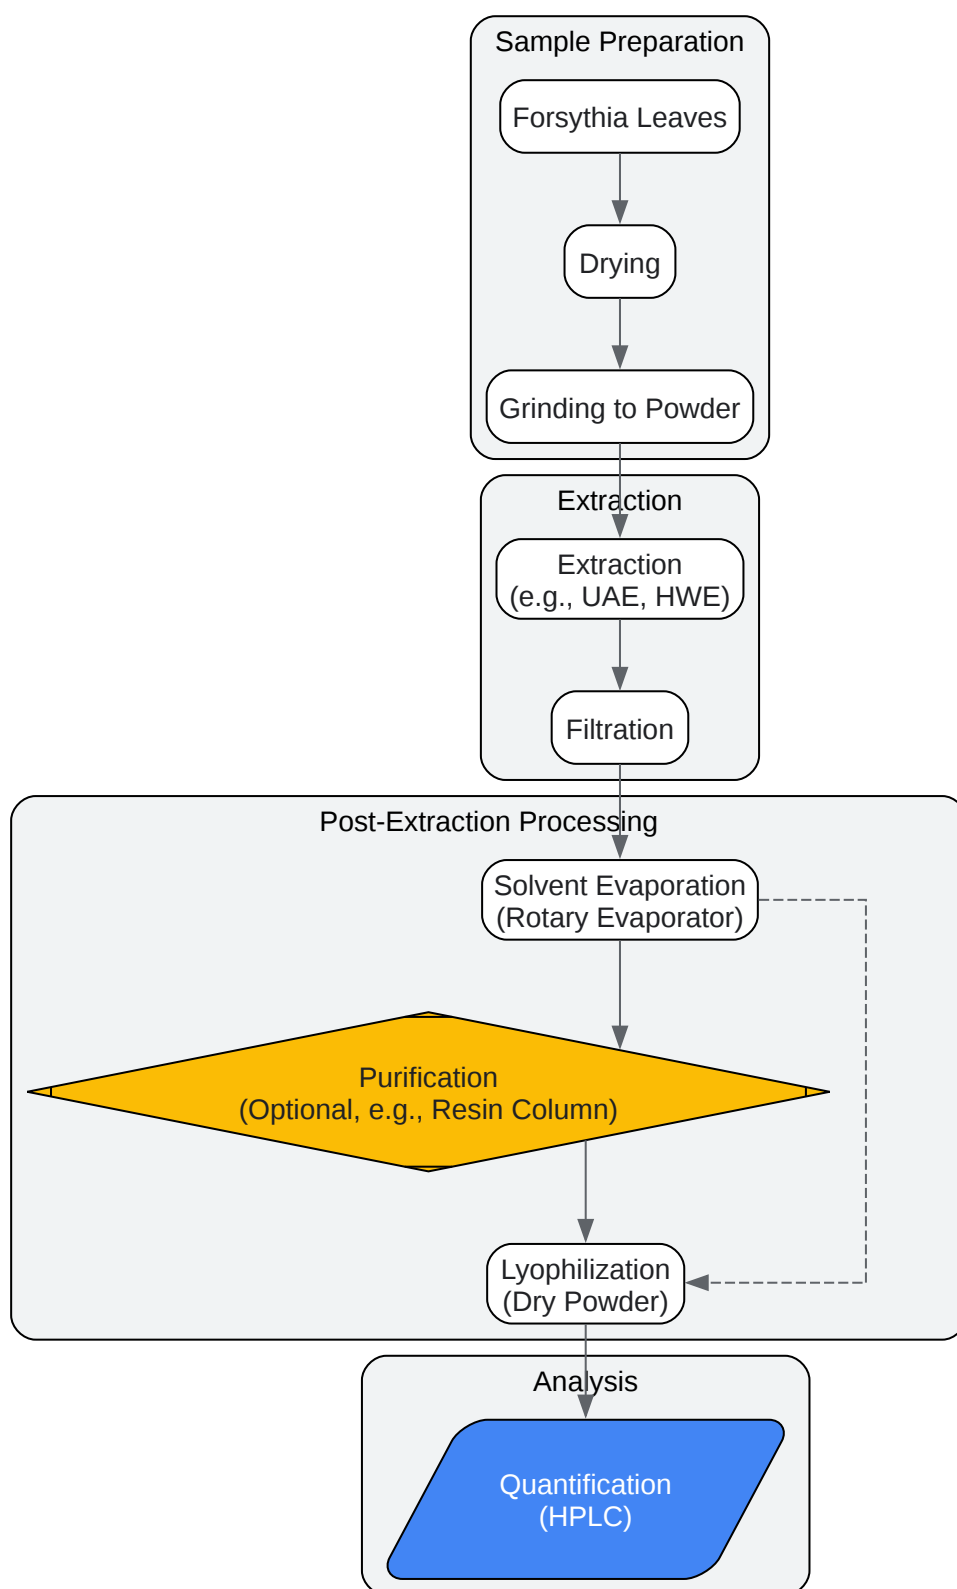 Sample Preparation
Forsythia Leaves
Drying
Grinding to Powder
Extraction
Extraction
(e.g., UAE, HWE)
Filtration
Post-Extraction Processing
Solvent Evaporation
(Rotary Evaporator)
Purification
(Optional, e.g., Resin Column)
Lyophilization
(Dry Powder)
Analysis
Quantification
(HPLC)